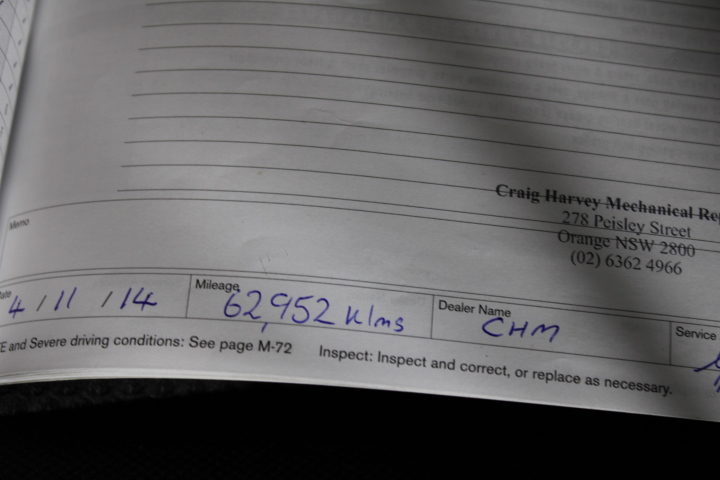 Craig Harvey Mechanical Rep
278 Peisley Street
Orange NSW 2800
(02) 6362 4966
Memo
ate Mileage Dealer Name Service
4 / 11 / 14 62,952 klms CHM
E and Severe driving conditions: See page M-72 Inspect: Inspect and correct, or replace as necessary.